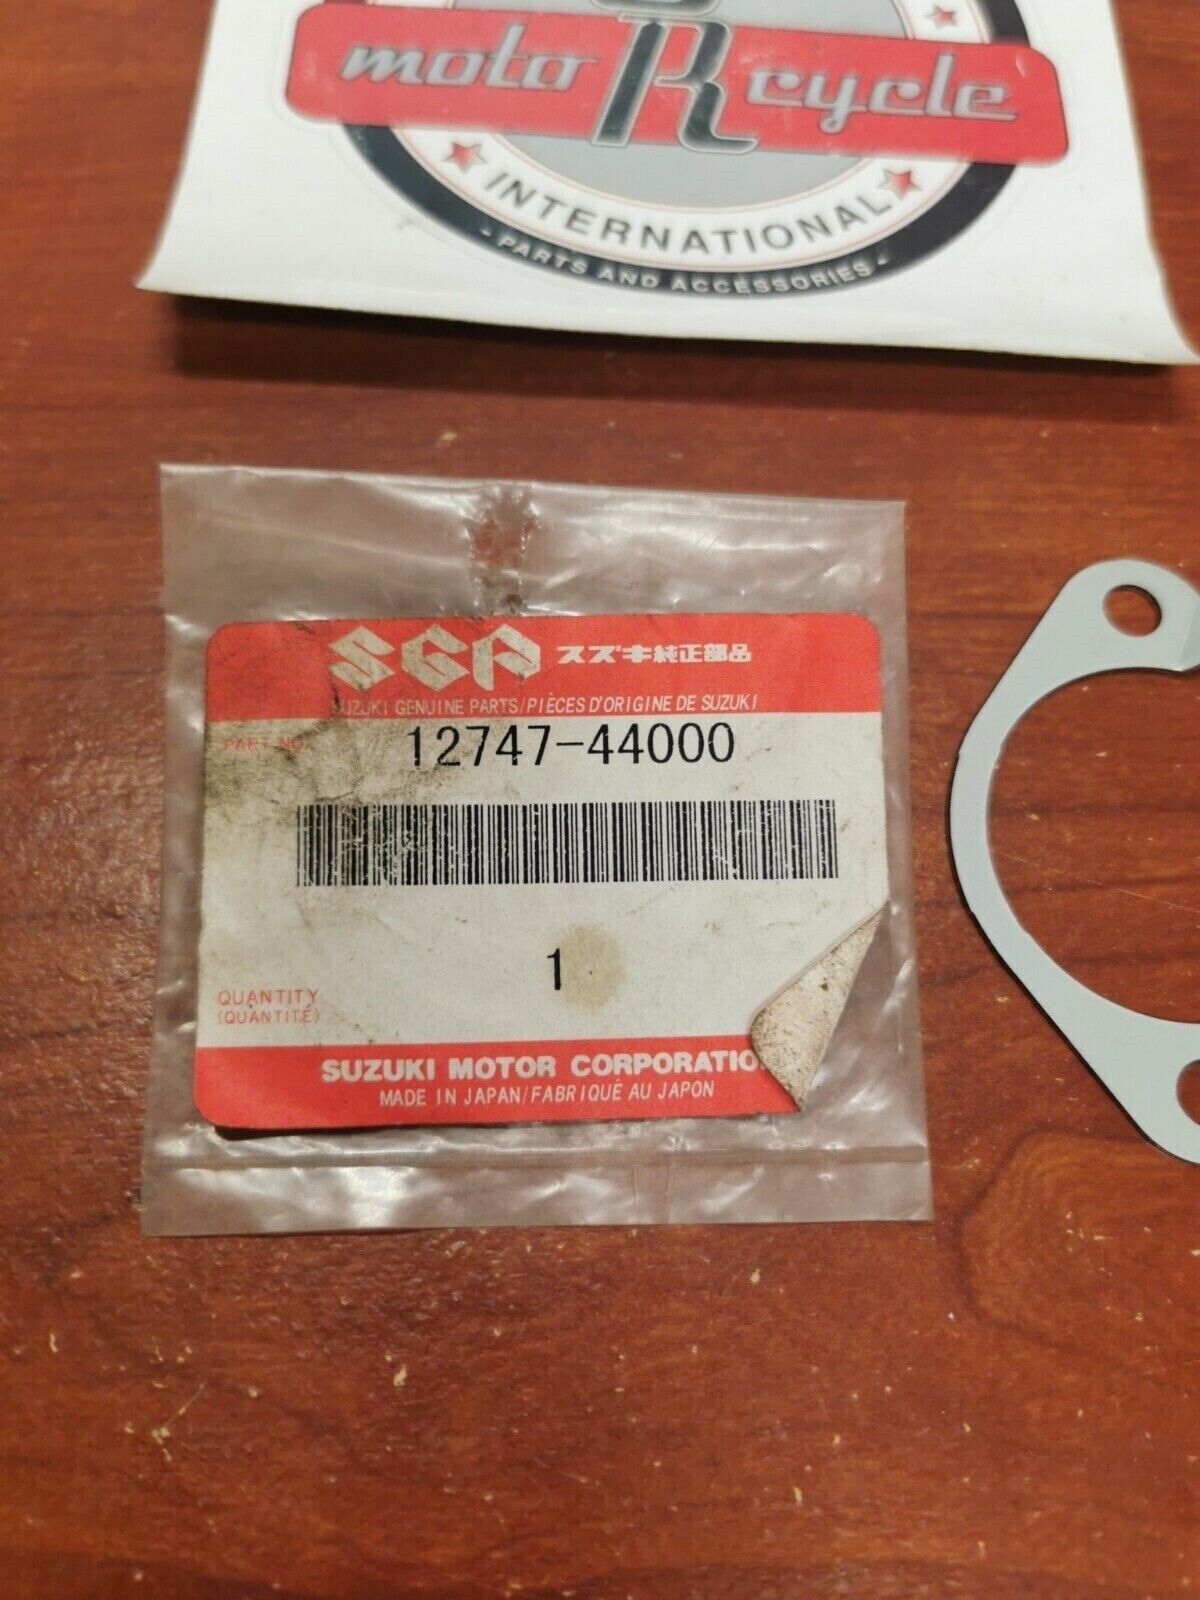 moto R cycle
INTERNATIONAL
- PARTS AND ACCESSORIES -
SGP スズキ純正部品
SUZUKI GENUINE PARTS/PIÈCES D'ORIGINE DE SUZUKI
PART NO. 12747-44000
1
QUANTITY
(QUANTITÉ)
SUZUKI MOTOR CORPORATIO
MADE IN JAPAN/FABRIQUÉ AU JAPON